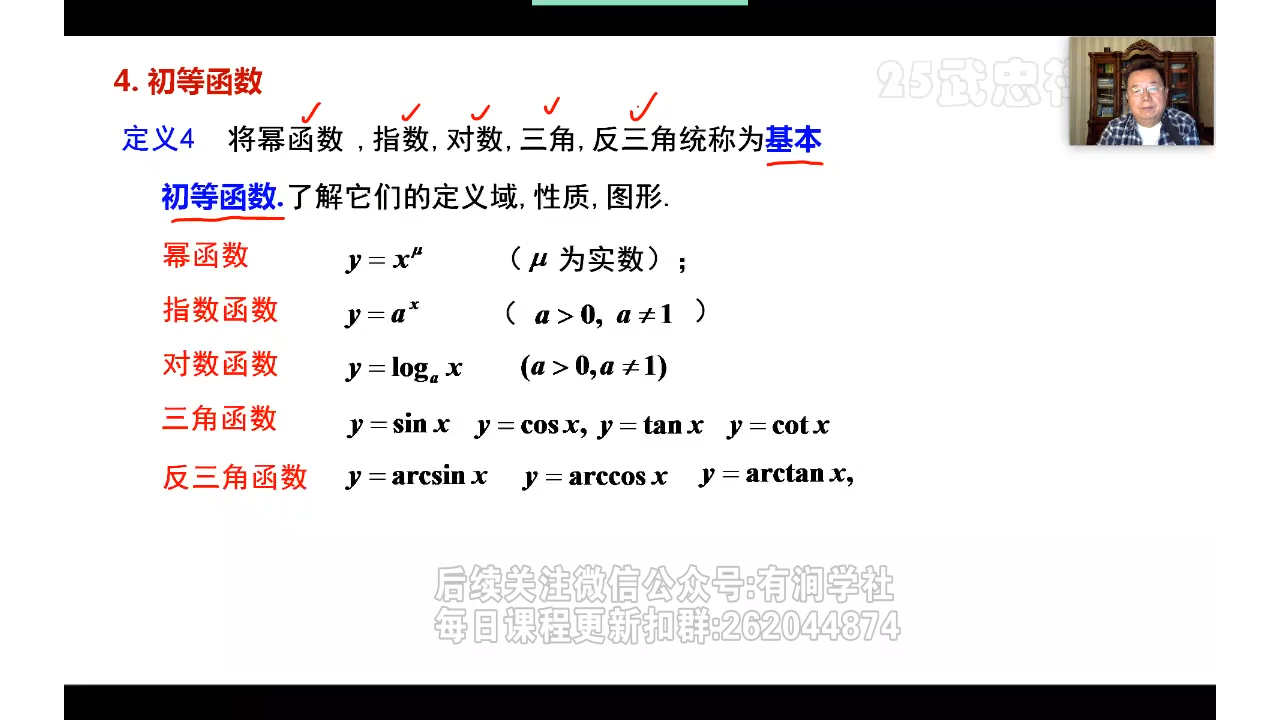 4. 初等函数
25武忠
定义4 将幂函数 , 指数, 对数, 三角, 反三角统称为基本
初等函数.了解它们的定义域, 性质, 图形.
幂函数 y = x^μ （ μ 为实数）;
指数函数 y = a^x （ a > 0, a ≠ 1 ）
对数函数 y = log_a x (a > 0, a ≠ 1)
三角函数 y = sin x y = cos x, y = tan x y = cot x
反三角函数 y = arcsin x y = arccos x y = arctan x,
后续关注微信公众号:有润学社
每日课程更新扣群:262044874